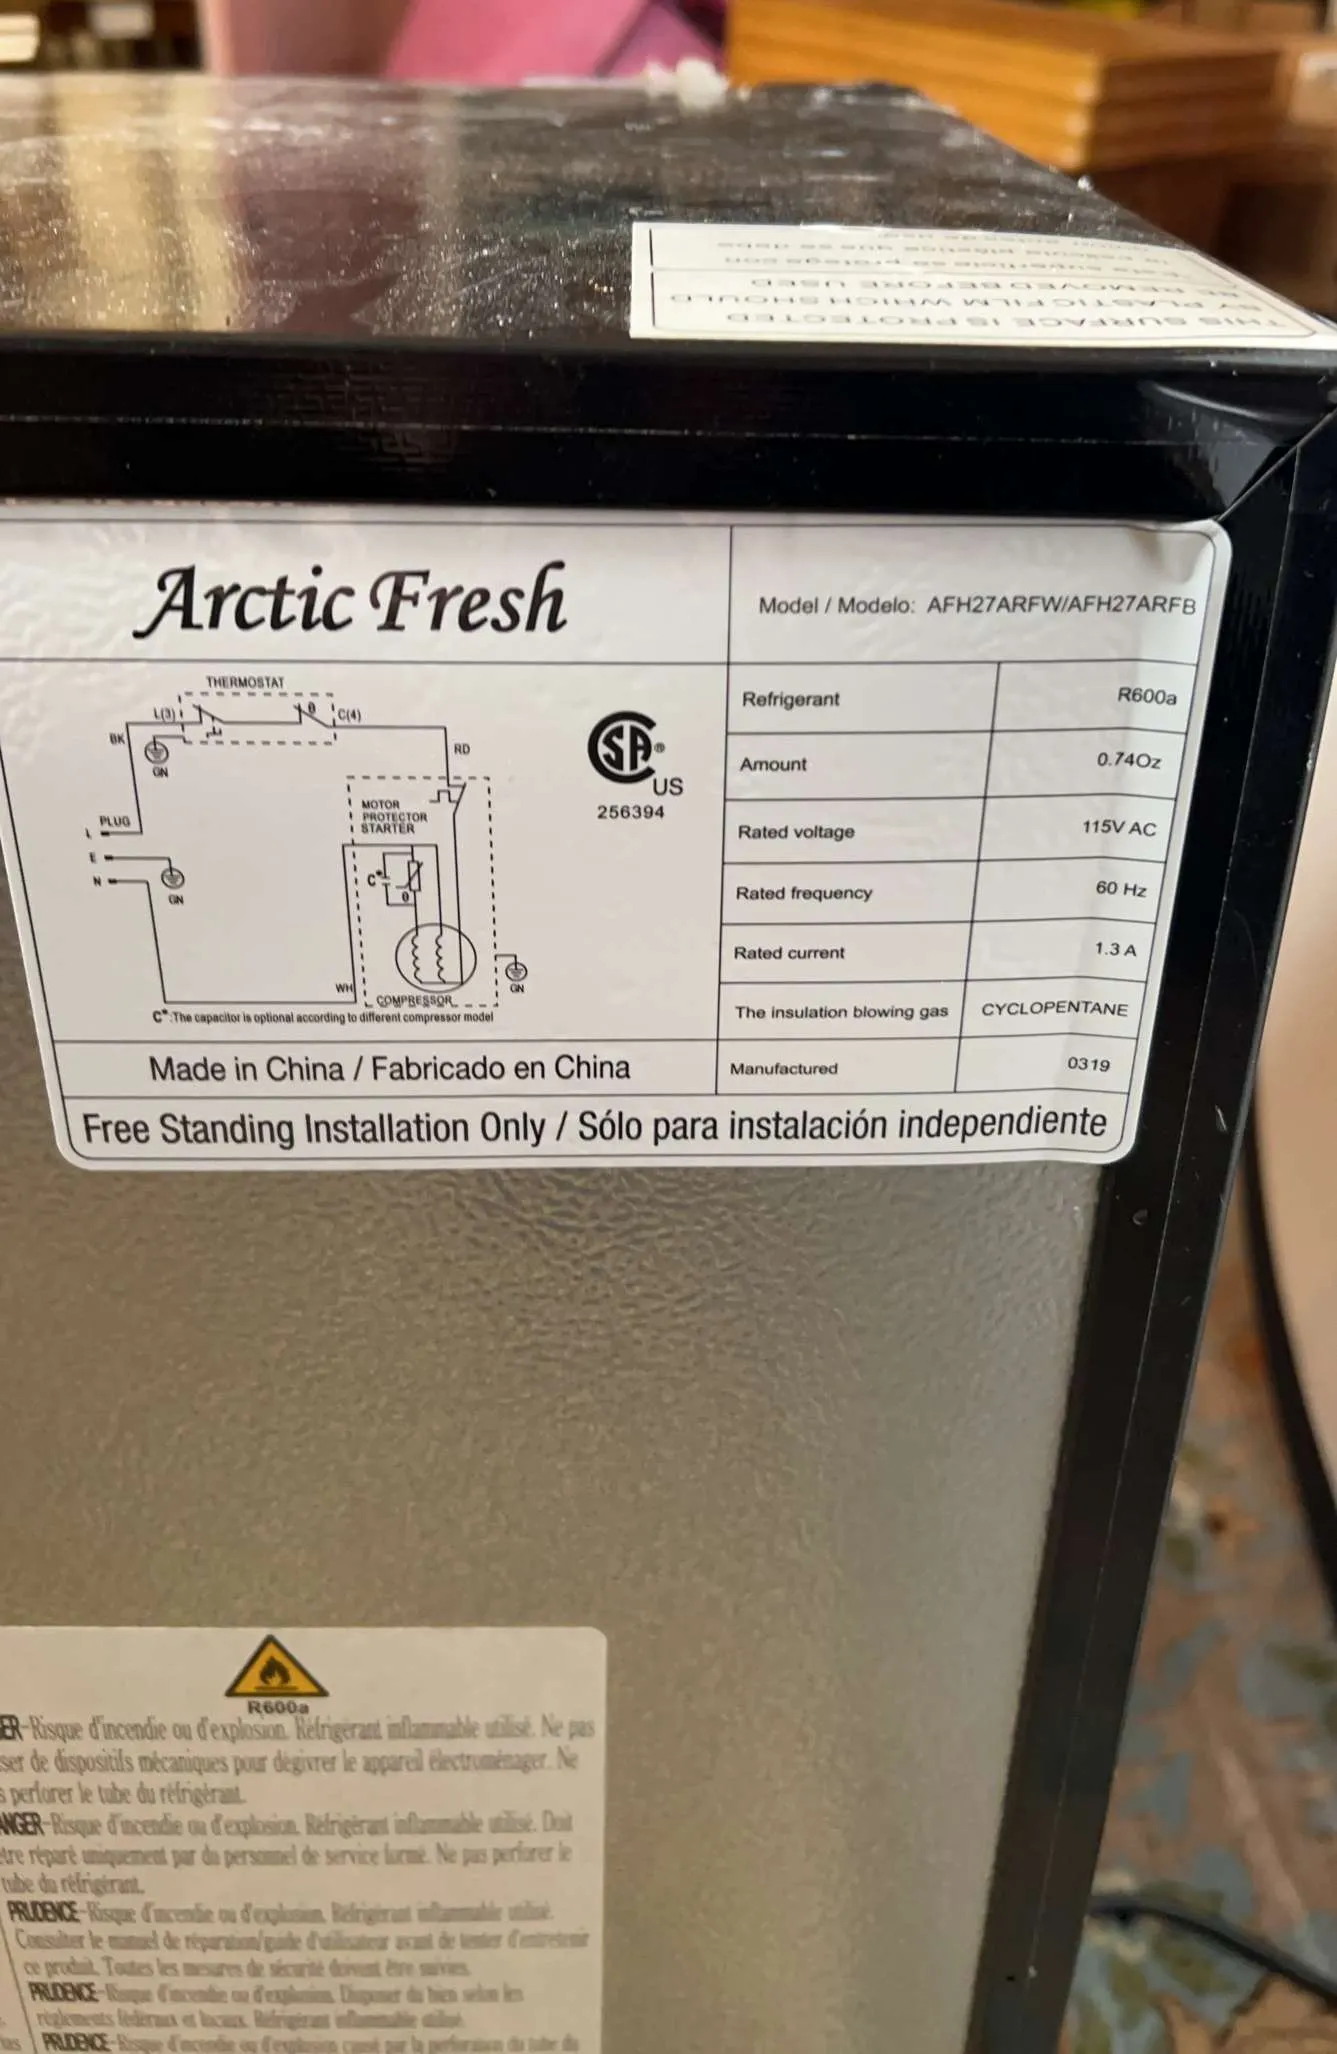 THIS SURFACE IS PROTECTED
BY PLASTIC FILM WHICH SHOULD
BE REMOVED BEFORE USED
Arctic Fresh
Model / Modelo: AFH27ARFW/AFH27ARFB
THERMOSTAT
L(3)
C(4)
BK
GN
RD
PLUG
L
E
N
GN
MOTOR
PROTECTOR
STARTER
C*
WH
COMPRESSOR
GN
C*:The capacitor is optional according to different compressor model
SA ®
US
256394
Refrigerant R600a
Amount 0.74Oz
Rated voltage 115V AC
Rated frequency 60 Hz
Rated current 1.3 A
The insulation blowing gas CYCLOPENTANE
Manufactured 0319
Made in China / Fabricado en China
Free Standing Installation Only / Sólo para instalación independiente
R600a
ER-Risque d'incendie ou d'explosion. Réfrigérant inflammable utilisé. Ne pas
ser de dispositifs mécaniques pour dégivrer le appareil électroménager. Ne
s perforer le tube du réfrigérant.
ANGER-Risque d'incendie ou d'explosion. Réfrigérant inflammable utilisé. Doit
tre réparé uniquement par du personnel de service formé. Ne pas perforer le
tube du réfrigérant.
PRUDENCE-Risque d'incendie ou d'explosion. Réfrigérant inflammable utilisé.
Consulter le manuel de réparation/guide d'utilisateur avant de tenter d'entretenir
ce produit. Toutes les mesures de sécurité doivent être suivies.
PRUDENCE-Risque d'incendie ou d'explosion. Disposer du bien selon les
règlements fédéraux et locaux. Réfrigérant inflammable utilisé.
PRUDENCE-Risque d'incendie ou d'explosion causé par la perforation du tube du